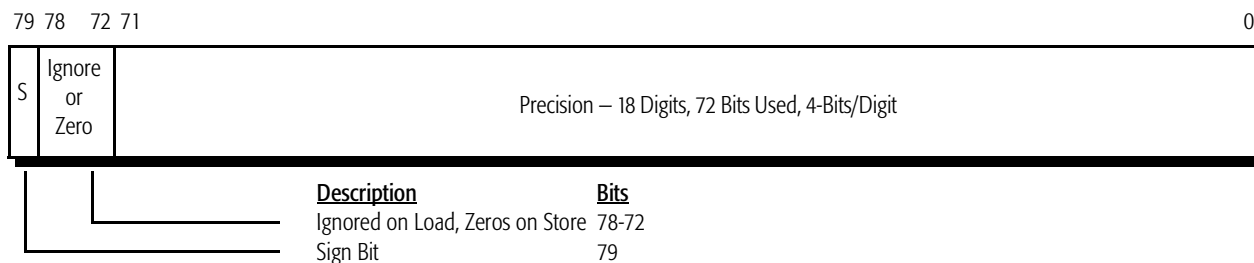 79 78 72 71 0
S
Ignore
or
Zero
Precision — 18 Digits, 72 Bits Used, 4-Bits/Digit
Description Bits
Ignored on Load, Zeros on Store 78-72
Sign Bit 79